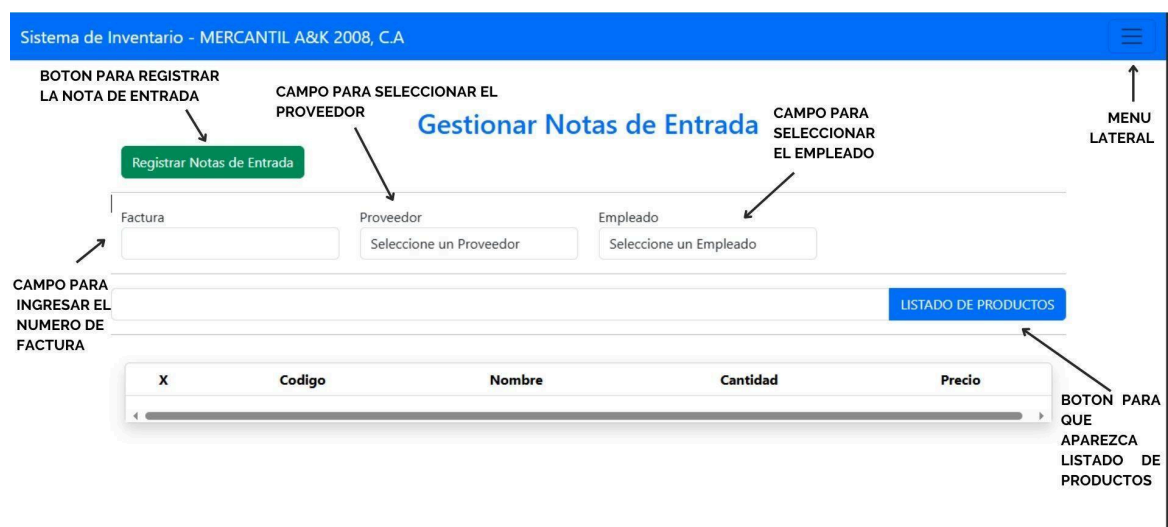 Sistema de Inventario - MERCANTIL A&K 2008, C.A
BOTON PARA REGISTRAR
LA NOTA DE ENTRADA
CAMPO PARA SELECCIONAR EL
PROVEEDOR
Gestionar Notas de Entrada
CAMPO PARA
SELECCIONAR
EL EMPLEADO
MENU
LATERAL
Registrar Notas de Entrada
Factura
Proveedor
Empleado
Seleccione un Proveedor
Seleccione un Empleado
CAMPO PARA
INGRESAR EL
NUMERO DE
FACTURA
LISTADO DE PRODUCTOS
X
Codigo
Nombre
Cantidad
Precio
BOTON PARA
QUE
APAREZCA
LISTADO DE
PRODUCTOS